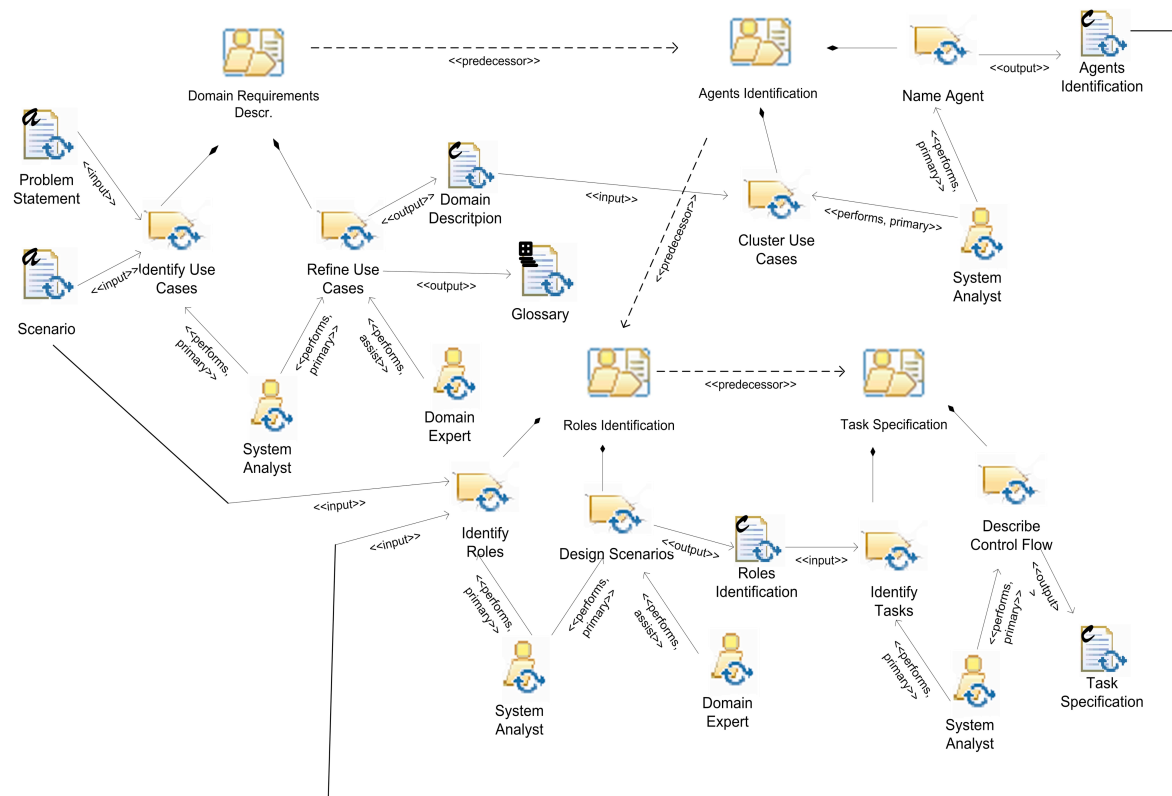 <<predecessor>>
<<output>>
Domain Requirements
Descr.
Agents Identification
Name Agent
Agents
Identification
a
Problem
Statement
<<input>>
c
Domain
Descritpion
<<output>>
<<input>>
<<predecessor>>
<<performs,
primary>>
<<performs, primary>>
Cluster Use
Cases
System
Analyst
a
Scenario
<<input>>
Identify Use
Cases
Refine Use
Cases
<<output>>
Glossary
<<performs,
primary>>
<<performs,
primary>>
<<performs,
assist>>
System
Analyst
Domain
Expert
Roles Identification
<<predecessor>>
Task Specification
<<input>>
<<input>>
Identify
Roles
Design Scenarios
<<output>>
c
Roles
Identification
<<input>>
Identify
Tasks
Describe
Control Flow
<<output>
<<performs,
primary>>
<<performs,
primary>>
<<performs,
assist>>
<<performs,
primary>>
<<performs,
primary>>
System
Analyst
Domain
Expert
System
Analyst
c
Task
Specification
c